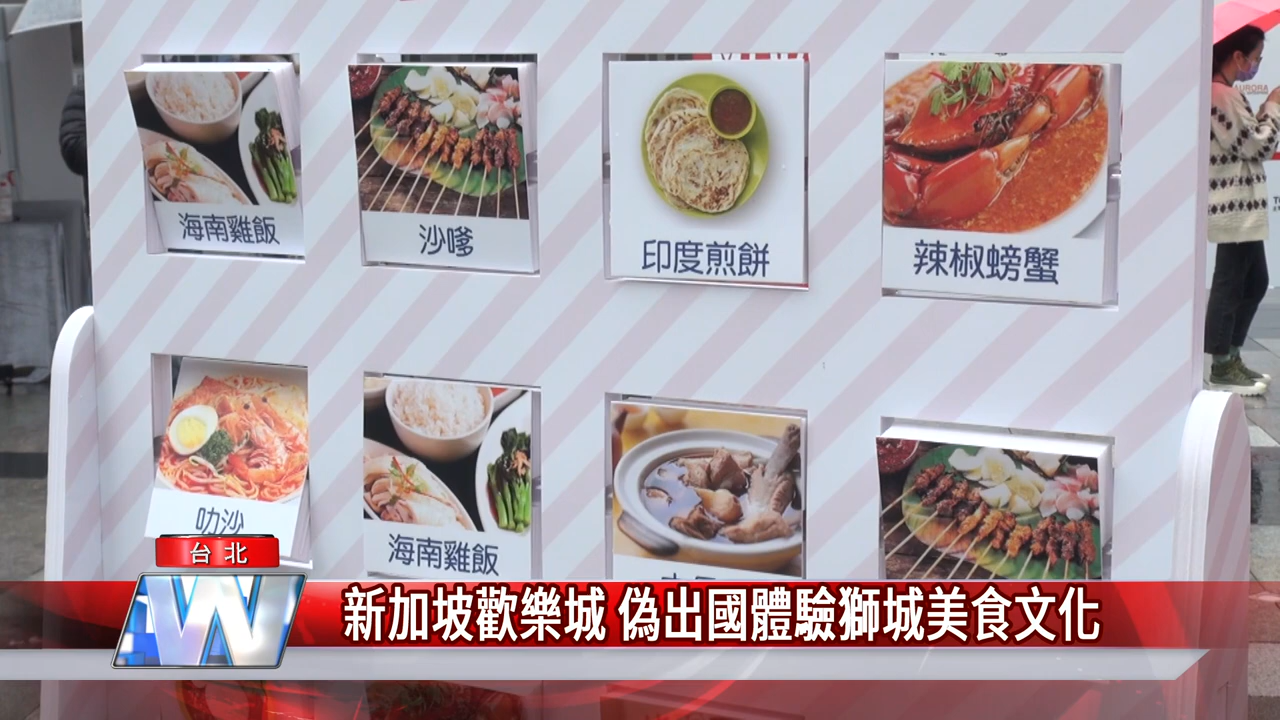 海南雞飯
沙嗲
印度煎餅
辣椒螃蟹
AURORA
叻沙
海南雞飯
台北
W
新加坡歡樂城 偽出國體驗獅城美食文化